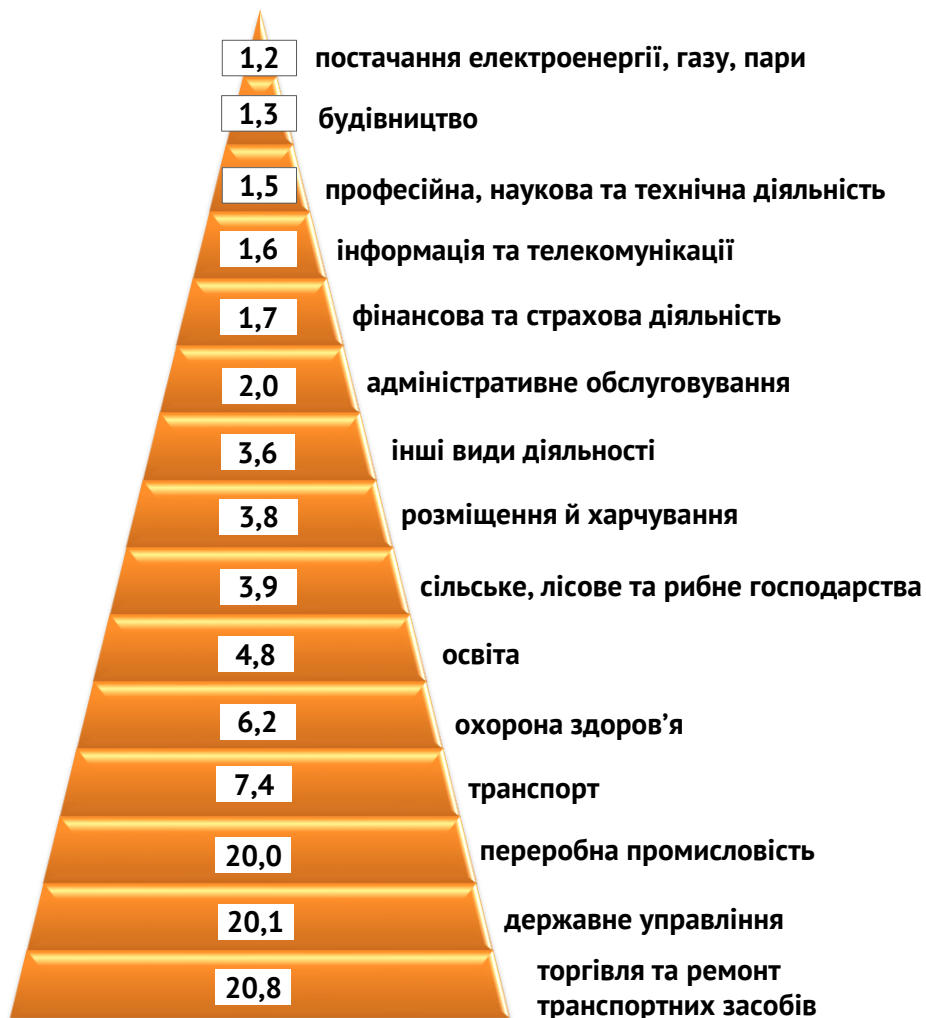 1,2 постачання електроенергії, газу, пари
1,3 будівництво
1,5 професійна, наукова та технічна діяльність
1,6 інформація та телекомунікації
1,7 фінансова та страхова діяльність
2,0 адміністративне обслуговування
3,6 інші види діяльності
3,8 розміщення й харчування
3,9 сільське, лісове та рибне господарства
4,8 освіта
6,2 охорона здоров’я
7,4 транспорт
20,0 переробна промисловість
20,1 державне управління
20,8 торгівля та ремонт
транспортних засобів